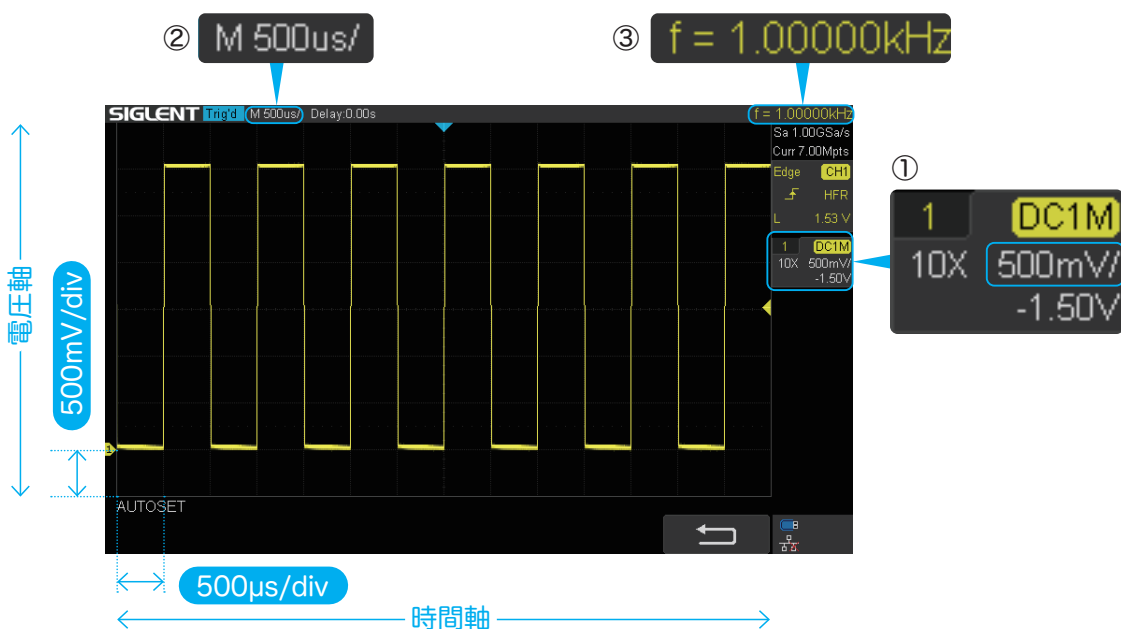 ② M 500us/
③ f = 1.00000kHz
SIGLENT Trig'd M 500us/ Delay:0.00s f = 1.00000kHz
Sa 1.00GSa/s
Curr 7.00Mpts
Edge CH1
HFR
L 1.53 V
1 DC1M
10X 500mV/
-1.50V
①
1 DC1M
10X 500mV/
-1.50V
電圧軸
500mV/div
1
AUTOSET
500µs/div
時間軸